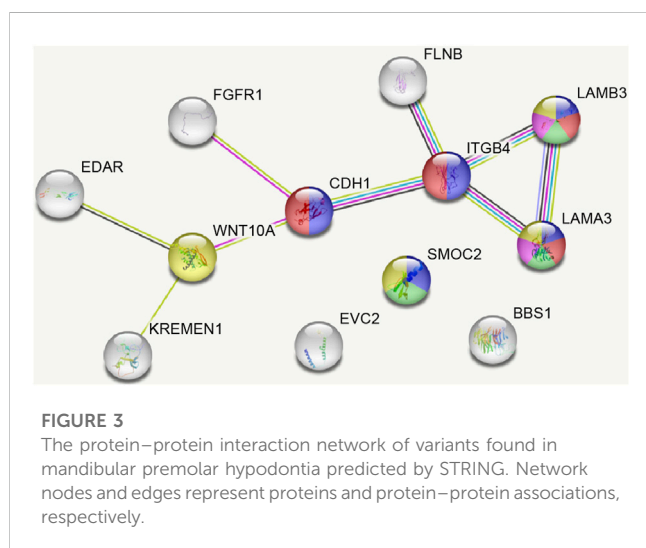 FLNB
FGFR1
LAMB3
ITGB4
EDAR
CDH1
WNT10A
LAMA3
SMOC2
KREMEN1
EVC2
BBS1
FIGURE 3
The protein–protein interaction network of variants found in
mandibular premolar hypodontia predicted by STRING. Network
nodes and edges represent proteins and protein–protein associations,
respectively.